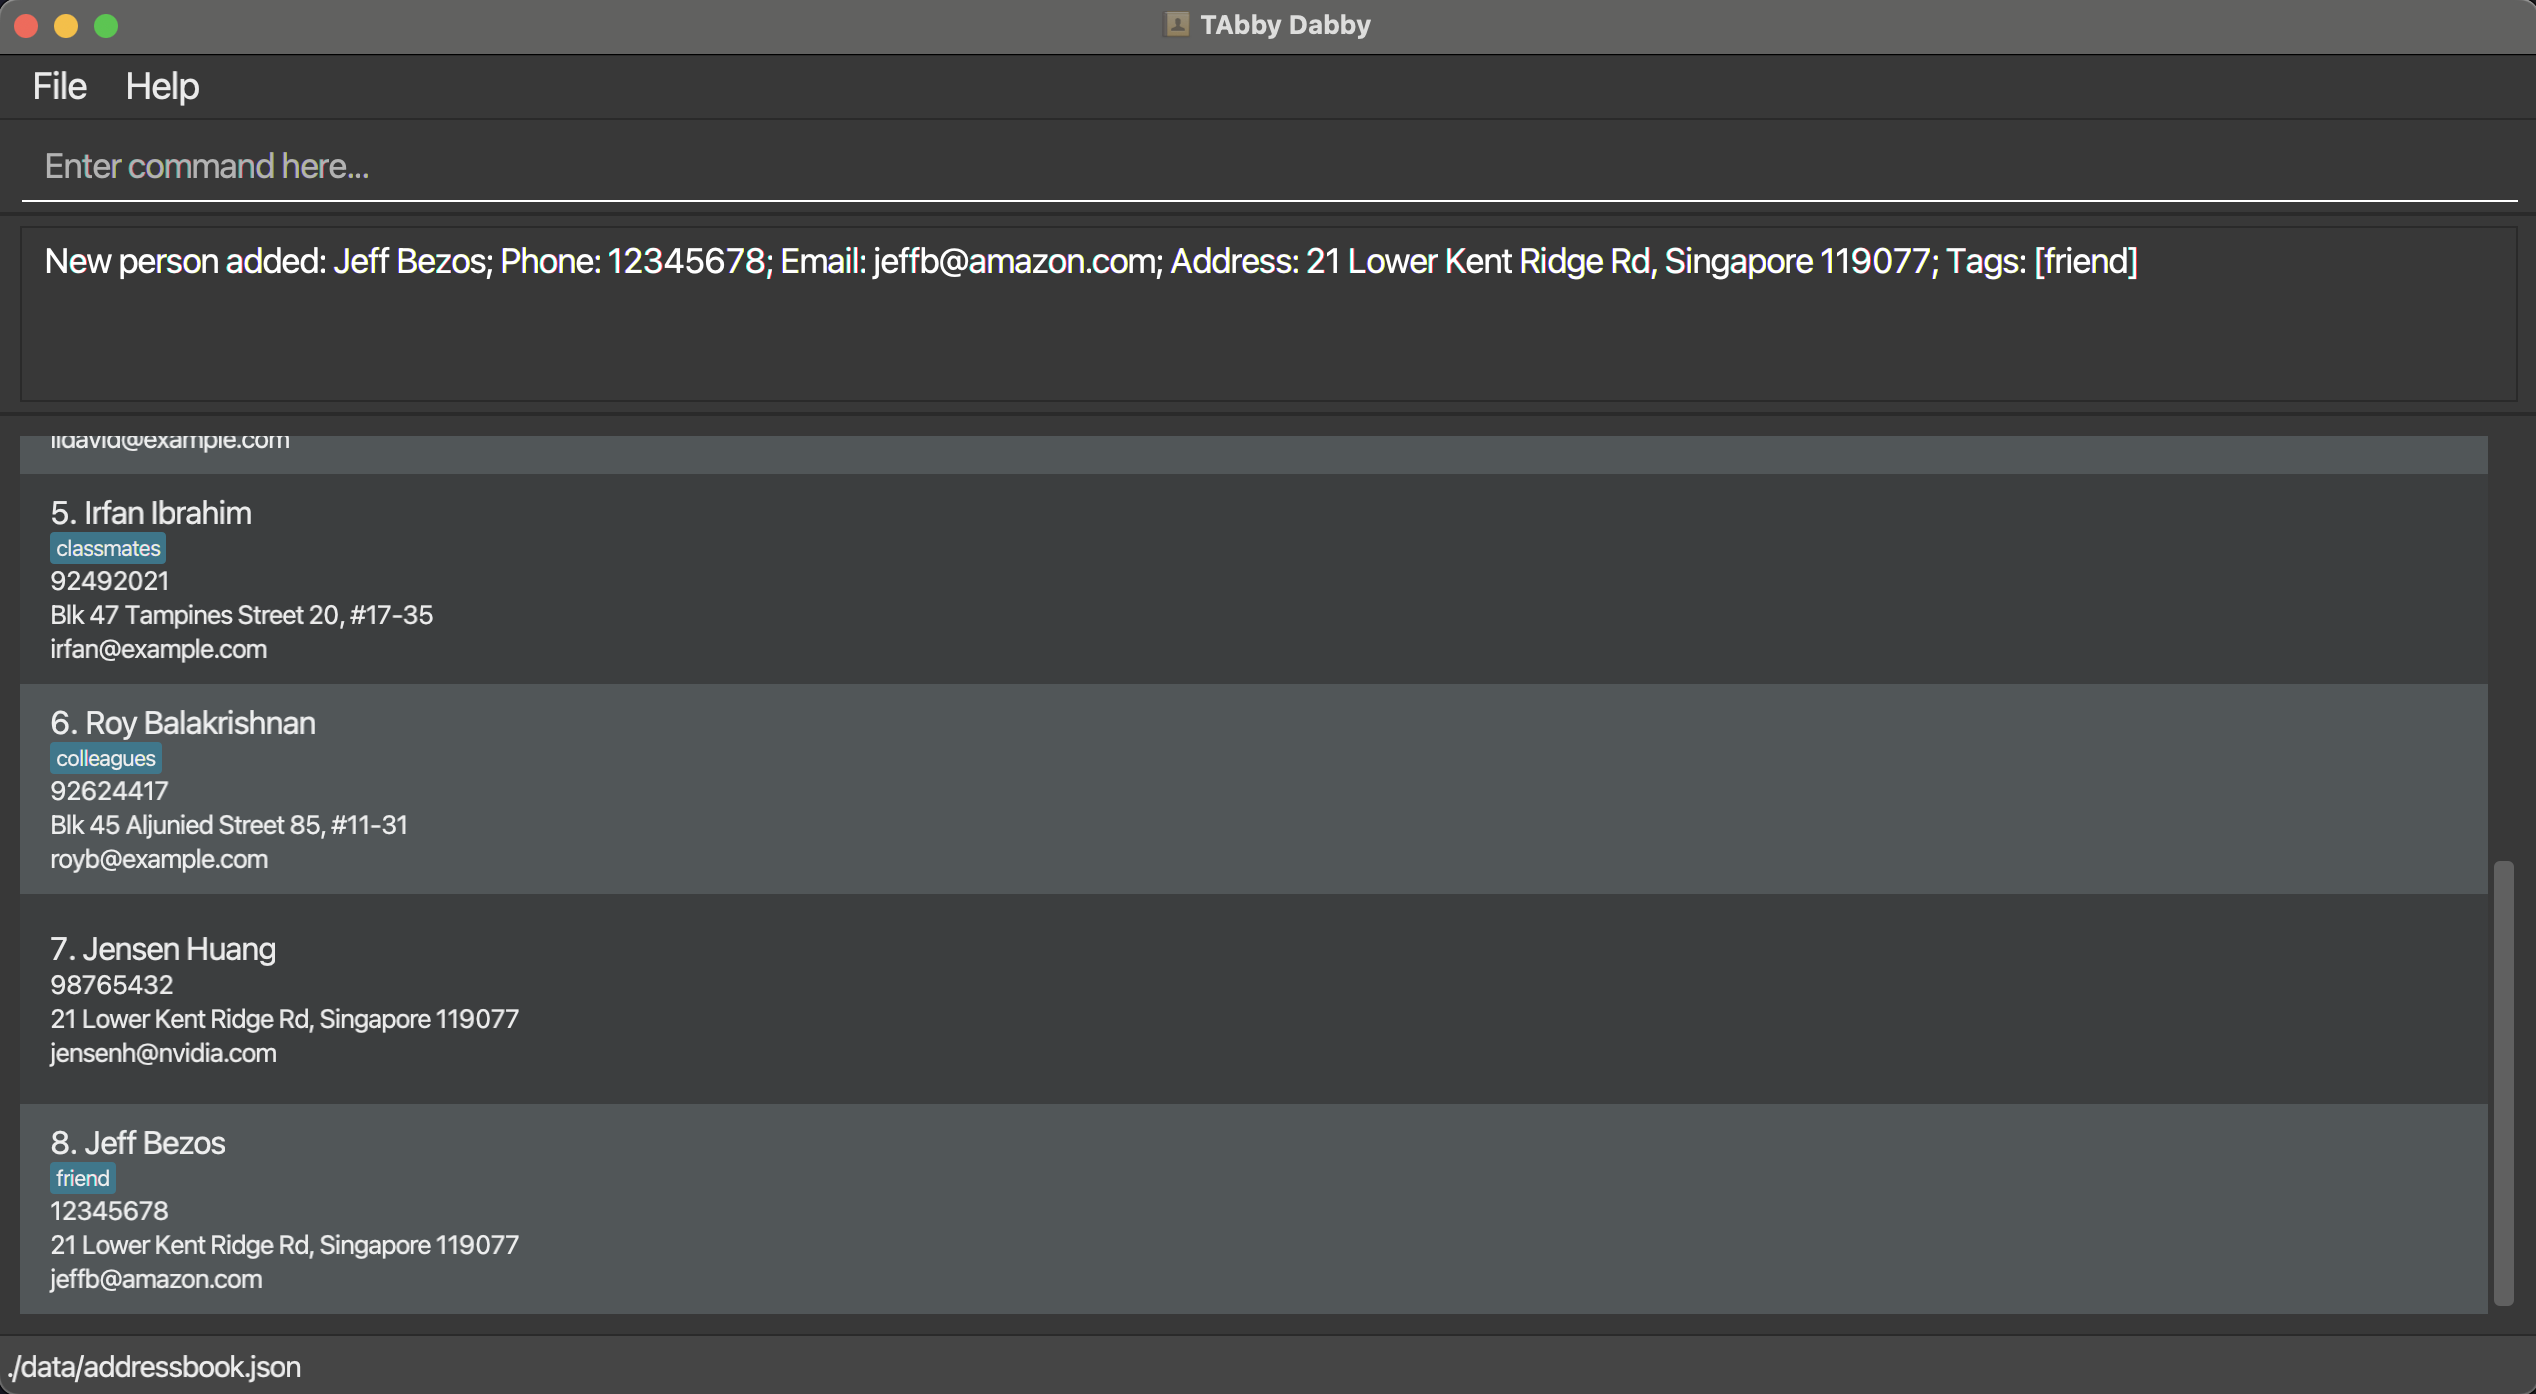 TAbby Dabby
File Help
Enter command here...
New person added: Jeff Bezos; Phone: 12345678; Email: jeffb@amazon.com; Address: 21 Lower Kent Ridge Rd, Singapore 119077; Tags: [friend]
lidavid@example.com
5. Irfan Ibrahim
classmates
92492021
Blk 47 Tampines Street 20, #17-35
irfan@example.com
6. Roy Balakrishnan
colleagues
92624417
Blk 45 Aljunied Street 85, #11-31
royb@example.com
7. Jensen Huang
98765432
21 Lower Kent Ridge Rd, Singapore 119077
jensenh@nvidia.com
8. Jeff Bezos
friend
12345678
21 Lower Kent Ridge Rd, Singapore 119077
jeffb@amazon.com
./data/addressbook.json